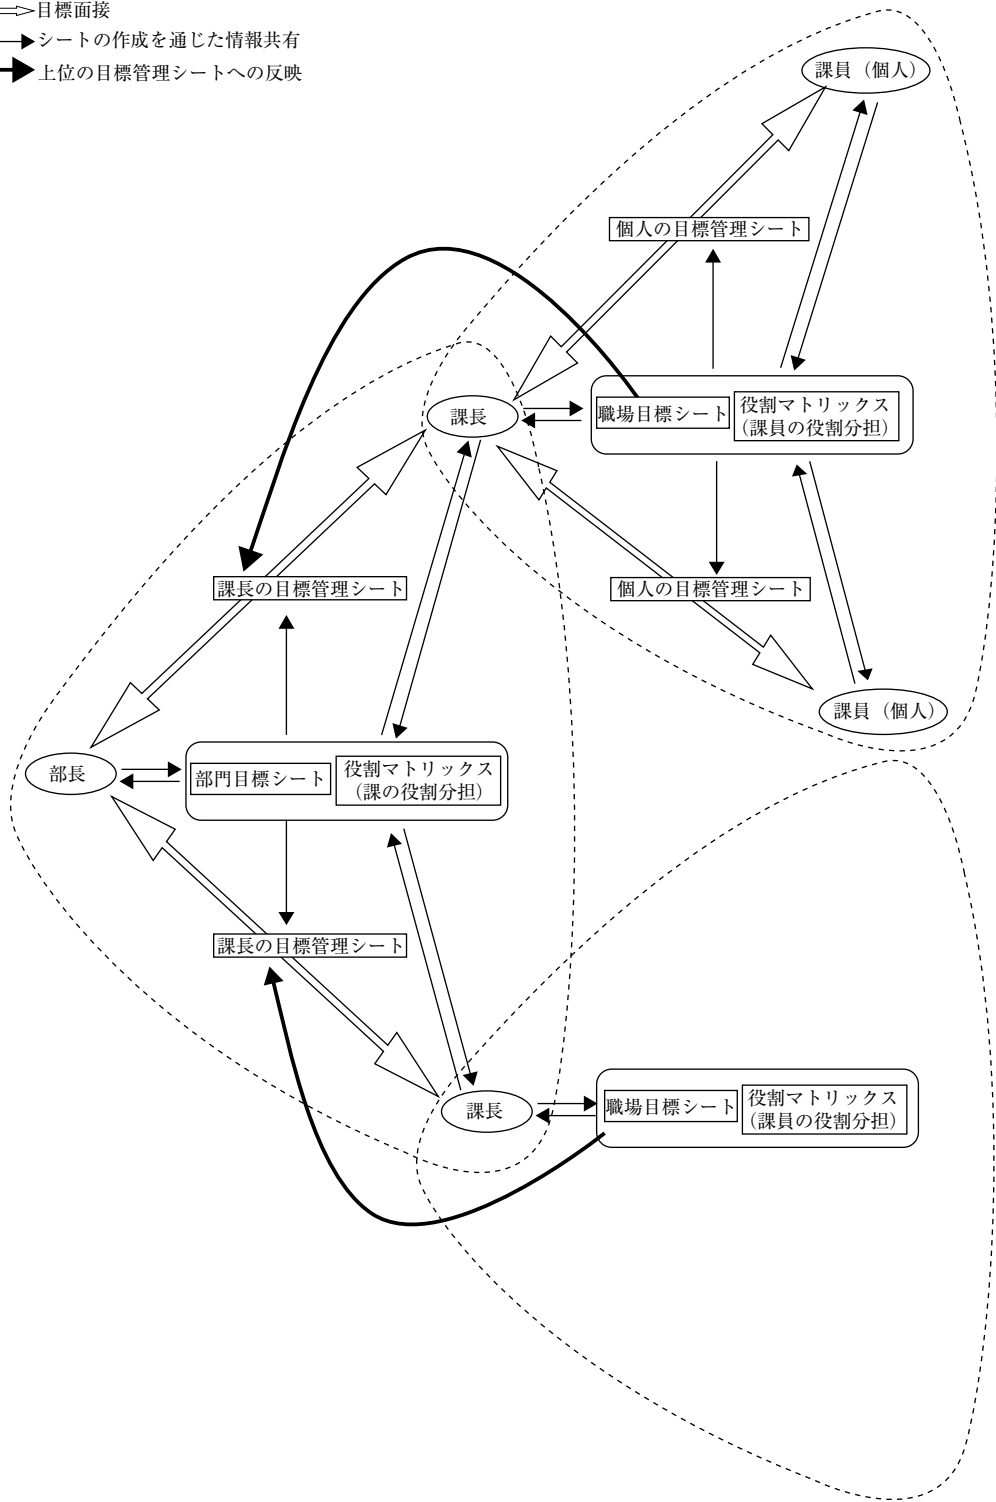 目標面接
シートの作成を通じた情報共有
上位の目標管理シートへの反映
課員（個人）
個人の目標管理シート
課長
職場目標シート
役割マトリックス
（課員の役割分担）
課長の目標管理シート
個人の目標管理シート
課員（個人）
部長
部門目標シート
役割マトリックス
（課の役割分担）
課長の目標管理シート
課長
職場目標シート
役割マトリックス
（課員の役割分担）